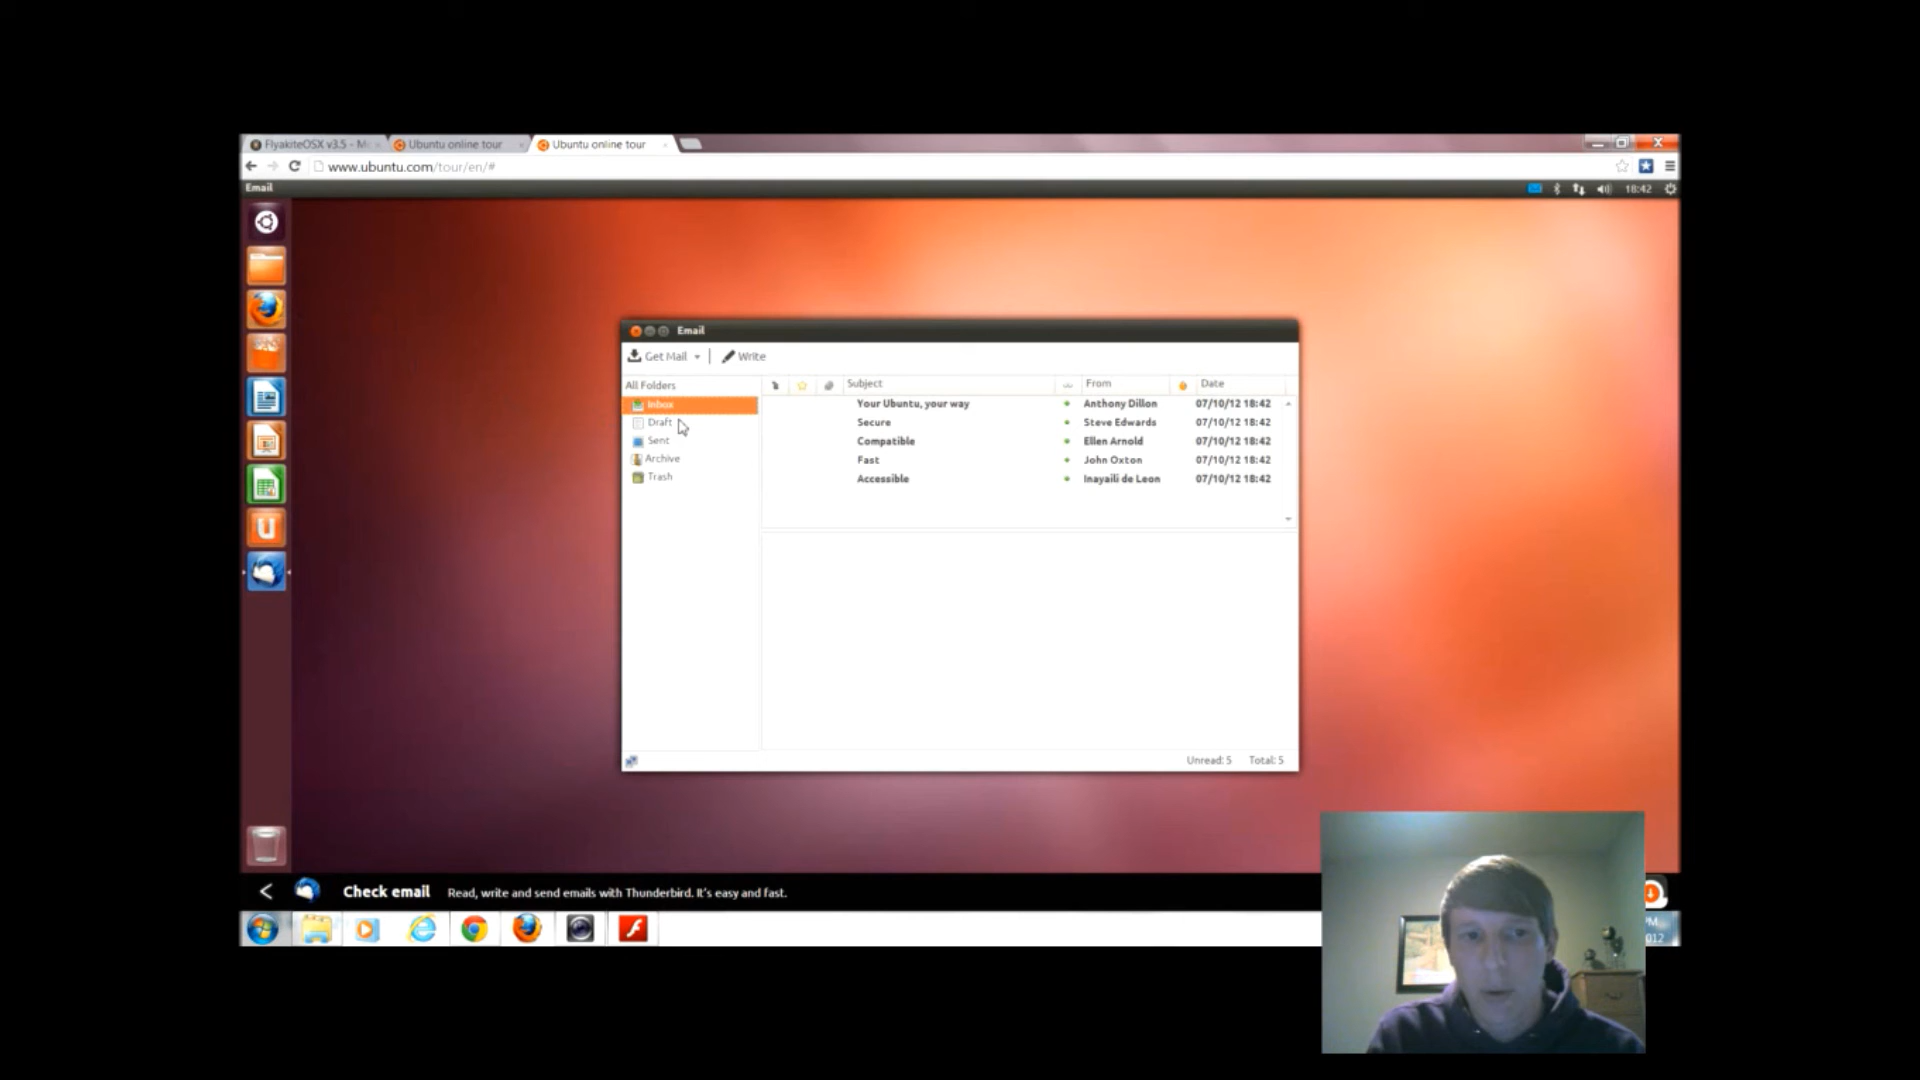 FlyakiteOSX v3.5 - M
Ubuntu online tour
Ubuntu online tour
www.ubuntu.com/tour/en/#
Email
18:42
Email
Get Mail
Write
All Folders
Subject
From
Date
Inbox
Your Ubuntu, your way
Anthony Dillon
07/10/12 18:42
Draft
Secure
Steve Edwards
07/10/12 18:42
Sent
Compatible
Ellen Arnold
07/10/12 18:42
Archive
Fast
John Oxton
07/10/12 18:42
Trash
Accessible
Inayaili de Leon
07/10/12 18:42
Unread: 5
Total: 5
Check email
Read, write and send emails with Thunderbird. It's easy and fast.
PM
012